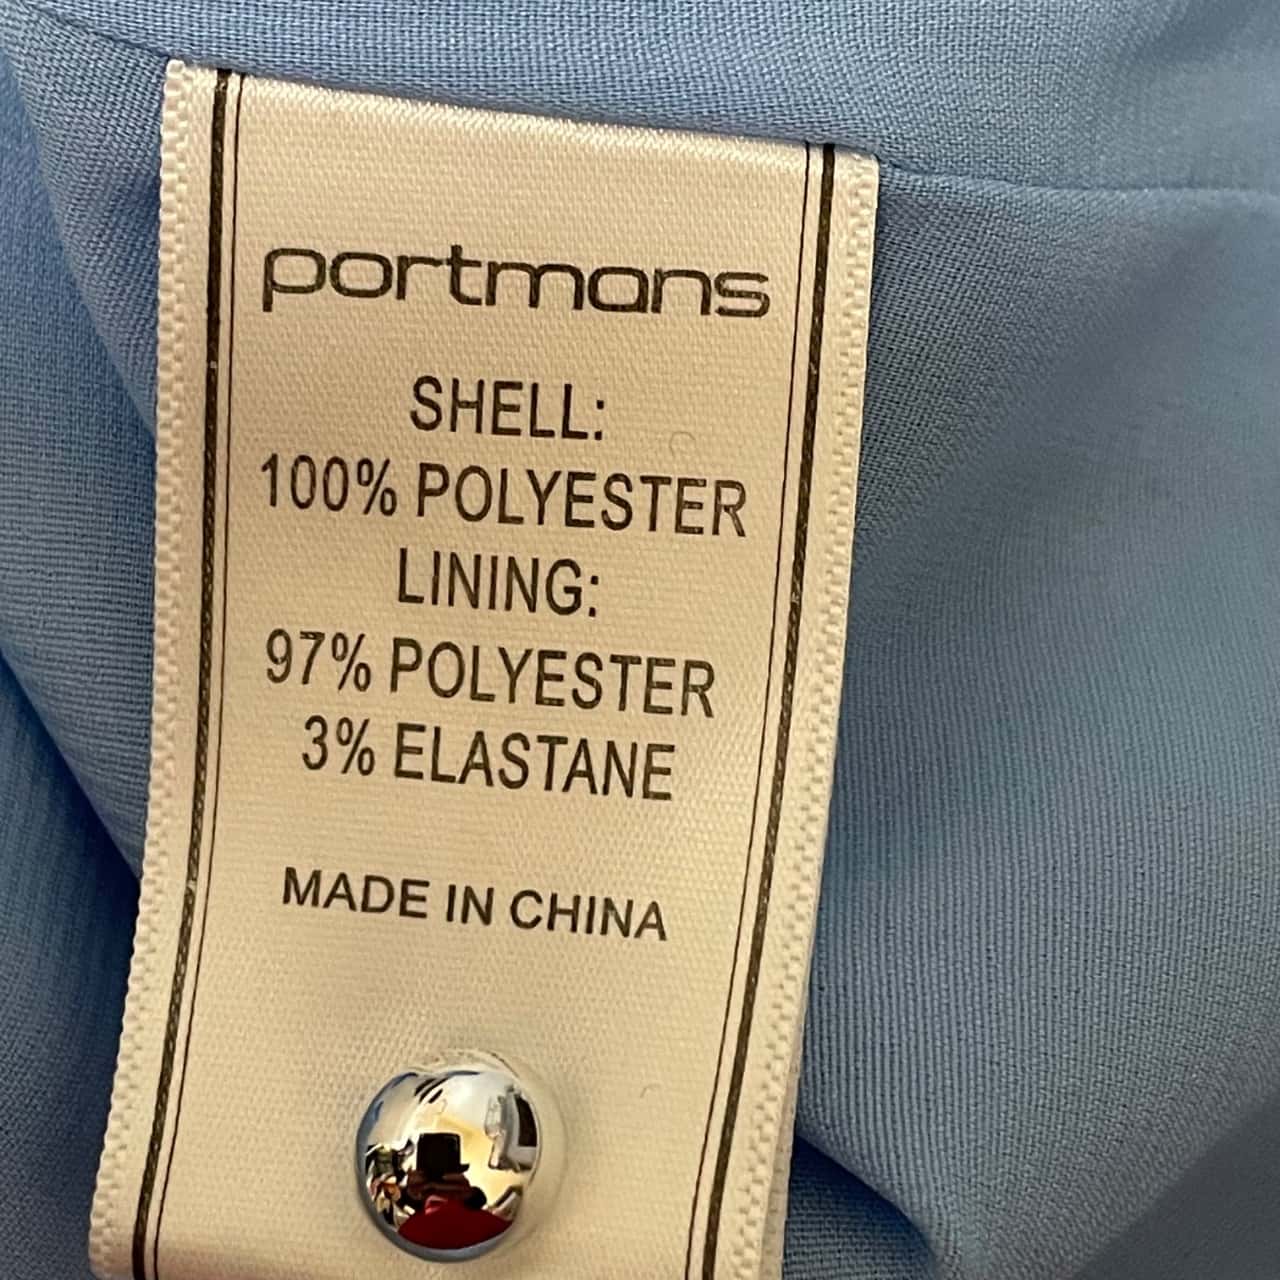 portmans
SHELL:
100% POLYESTER
LINING:
97% POLYESTER
3% ELASTANE
MADE IN CHINA